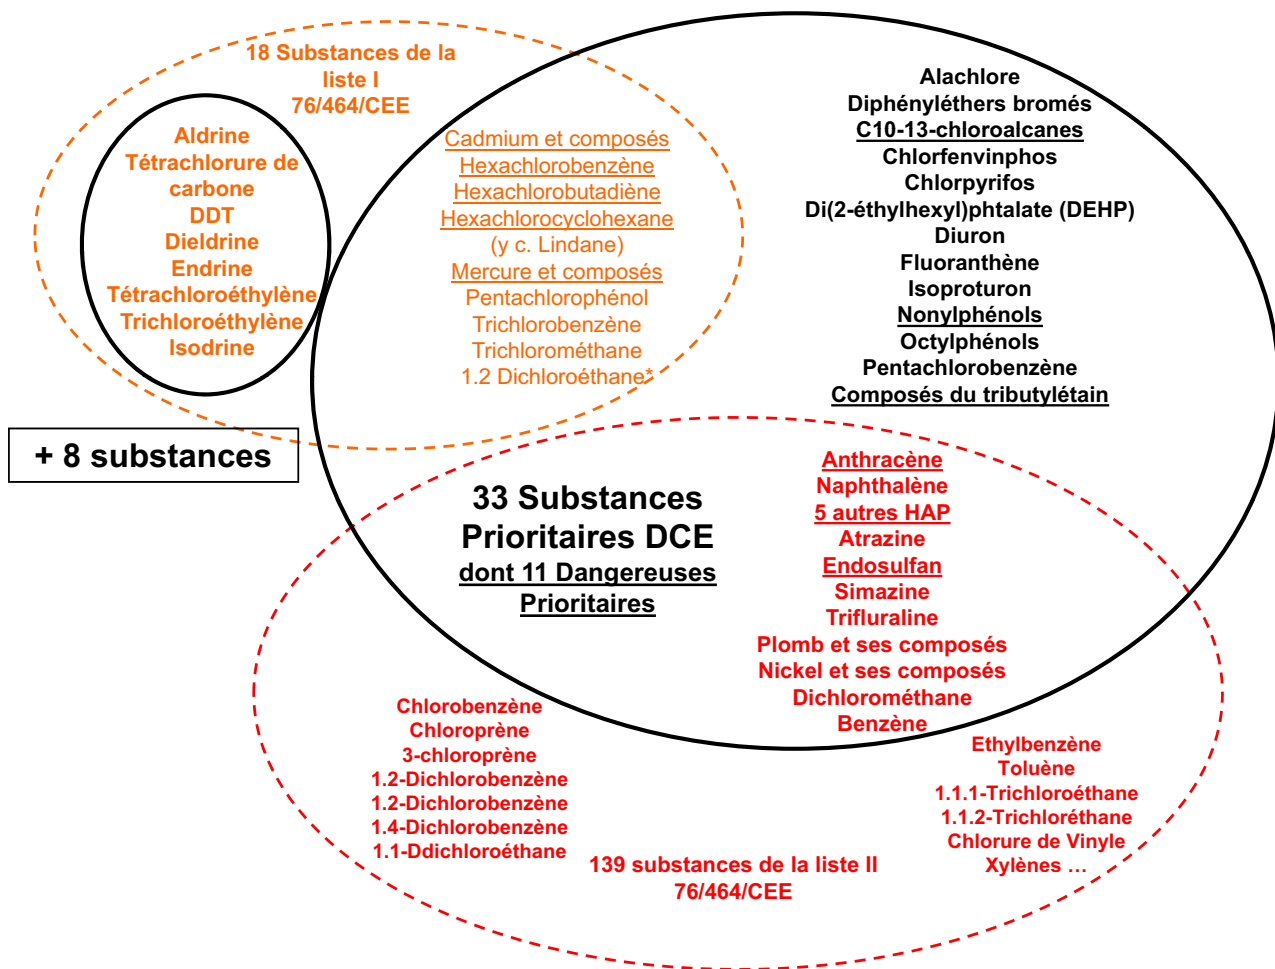 18 Substances de la
liste I
76/464/CEE
Aldrine
Tétrachlorure de
carbone
DDT
Dieldrine
Endrine
Tétrachloroéthylène
Trichloroéthylène
Isodrine
Cadmium et composés
Hexachlorobenzène
Hexachlorobutadiène
Hexachlorocyclohexane
(y c. Lindane)
Mercure et composés
Pentachlorophénol
Trichlorobenzène
Trichlorométhane
1.2 Dichloroéthane*
Alachlore
Diphényléthers bromés
C10-13-chloroalcanes
Chlorfenvinphos
Chlorpyrifos
Di(2-éthylhexyl)phtalate (DEHP)
Diuron
Fluoranthène
Isoproturon
Nonylphénols
Octylphénols
Pentachlorobenzène
Composés du tributylétain
+ 8 substances
33 Substances
Prioritaires DCE
dont 11 Dangereuses
Prioritaires
Anthracène
Naphthalène
5 autres HAP
Atrazine
Endosulfan
Simazine
Trifluraline
Plomb et ses composés
Nickel et ses composés
Dichlorométhane
Benzène
Chlorobenzène
Chloroprène
3-chloroprène
1.2-Dichlorobenzène
1.2-Dichlorobenzène
1.4-Dichlorobenzène
1.1-Ddichloroéthane
Ethylbenzène
Toluène
1.1.1-Trichloroéthane
1.1.2-Trichloréthane
Chlorure de Vinyle
Xylènes …
139 substances de la liste II
76/464/CEE